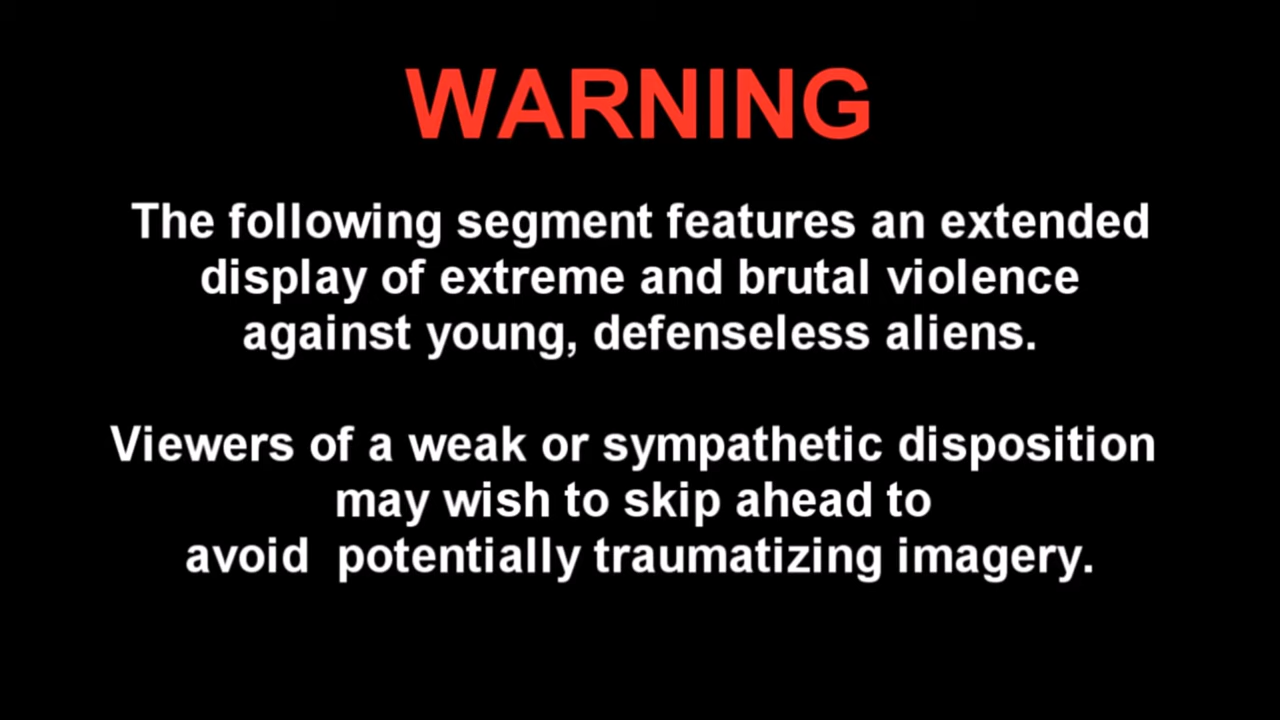 WARNING
The following segment features an extended
display of extreme and brutal violence
against young, defenseless aliens.
Viewers of a weak or sympathetic disposition
may wish to skip ahead to
avoid  potentially traumatizing imagery.